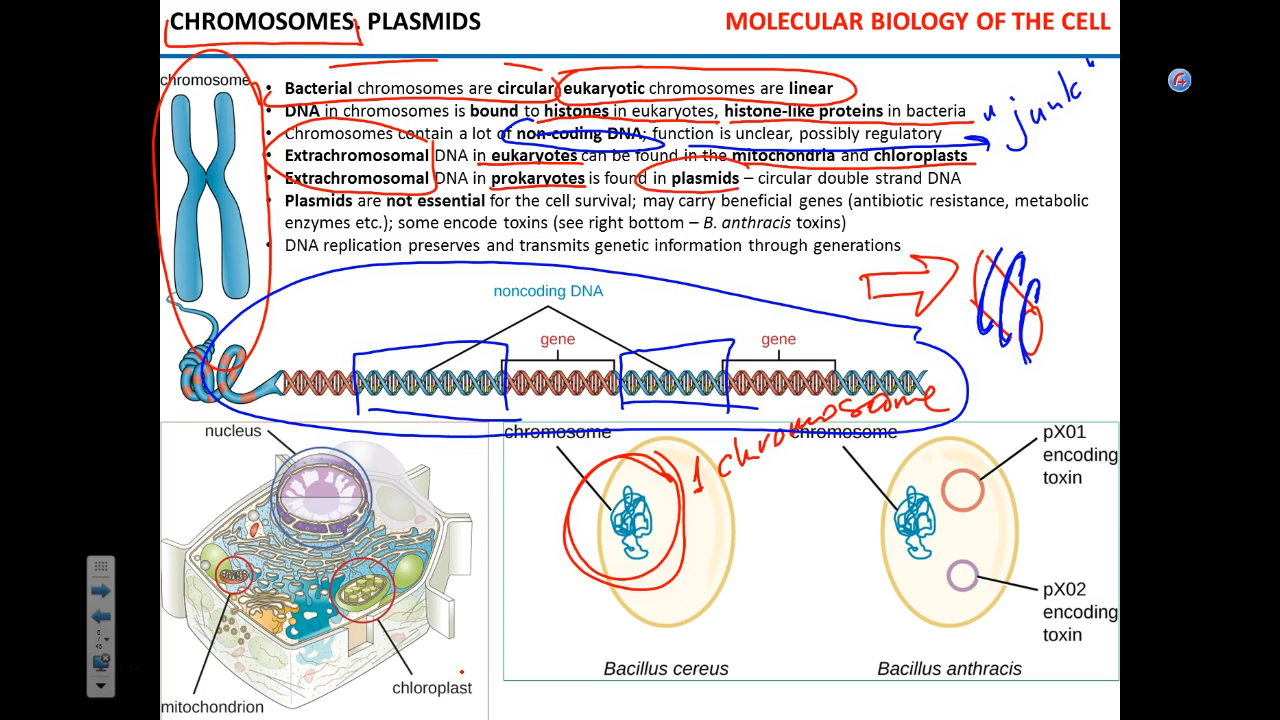 CHROMOSOMES. PLASMIDS
MOLECULAR BIOLOGY OF THE CELL
chromosome
• Bacterial chromosomes are circular, eukaryotic chromosomes are linear
• DNA in chromosomes is bound to histones in eukaryotes, histone-like proteins in bacteria
• Chromosomes contain a lot of non-coding DNA; function is unclear, possibly regulatory
"junk"
• Extrachromosomal DNA in eukaryotes can be found in the mitochondria and chloroplasts
• Extrachromosomal DNA in prokaryotes is found in plasmids – circular double strand DNA
• Plasmids are not essential for the cell survival; may carry beneficial genes (antibiotic resistance, metabolic
enzymes etc.); some encode toxins (see right bottom – B. anthracis toxins)
• DNA replication preserves and transmits genetic information through generations
noncoding DNA
gene
gene
1 chromosome
nucleus
mitochondrion
chloroplast
chromosome
Bacillus cereus
chromosome
pX01
encoding
toxin
pX02
encoding
toxin
Bacillus anthracis